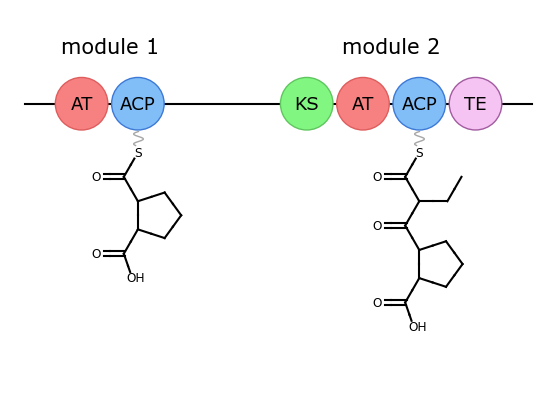 module 1
module 2
AT ACP KS AT ACP TE
S S
O O
O
O
OH
O
OH